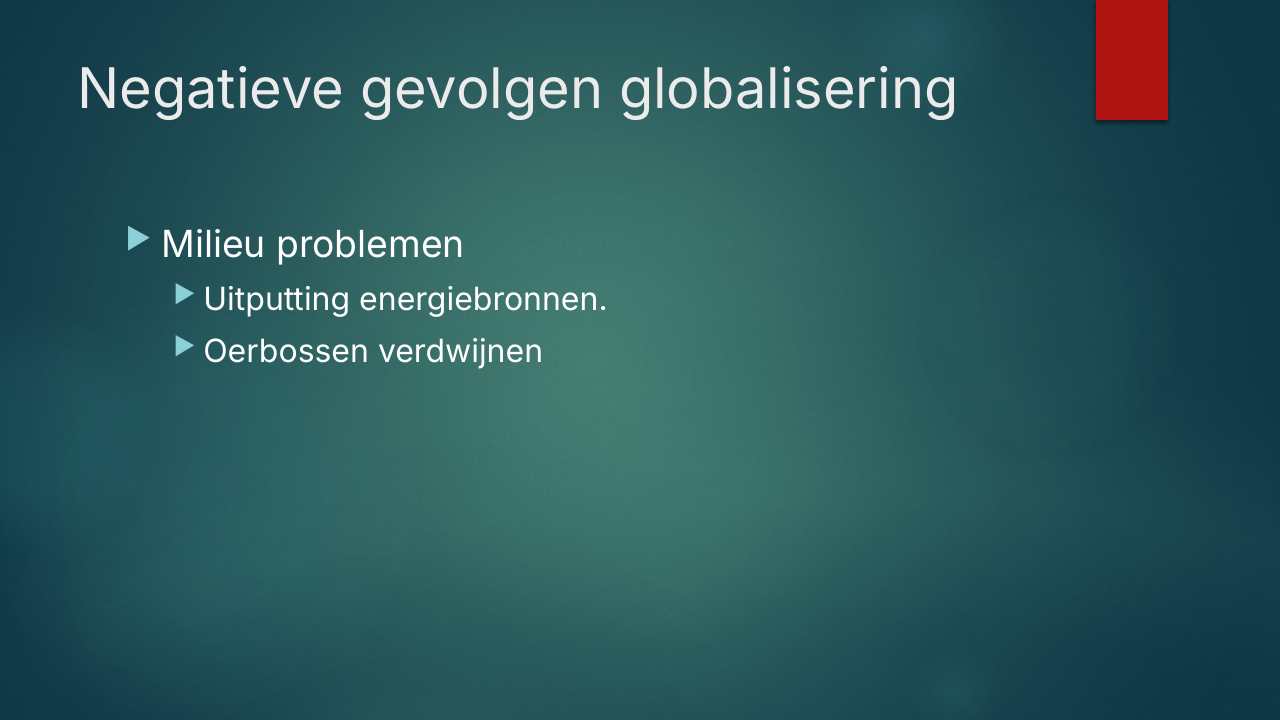 Negatieve gevolgen globalisering
Milieu problemen
Uitputting energiebronnen.
Oerbossen verdwijnen